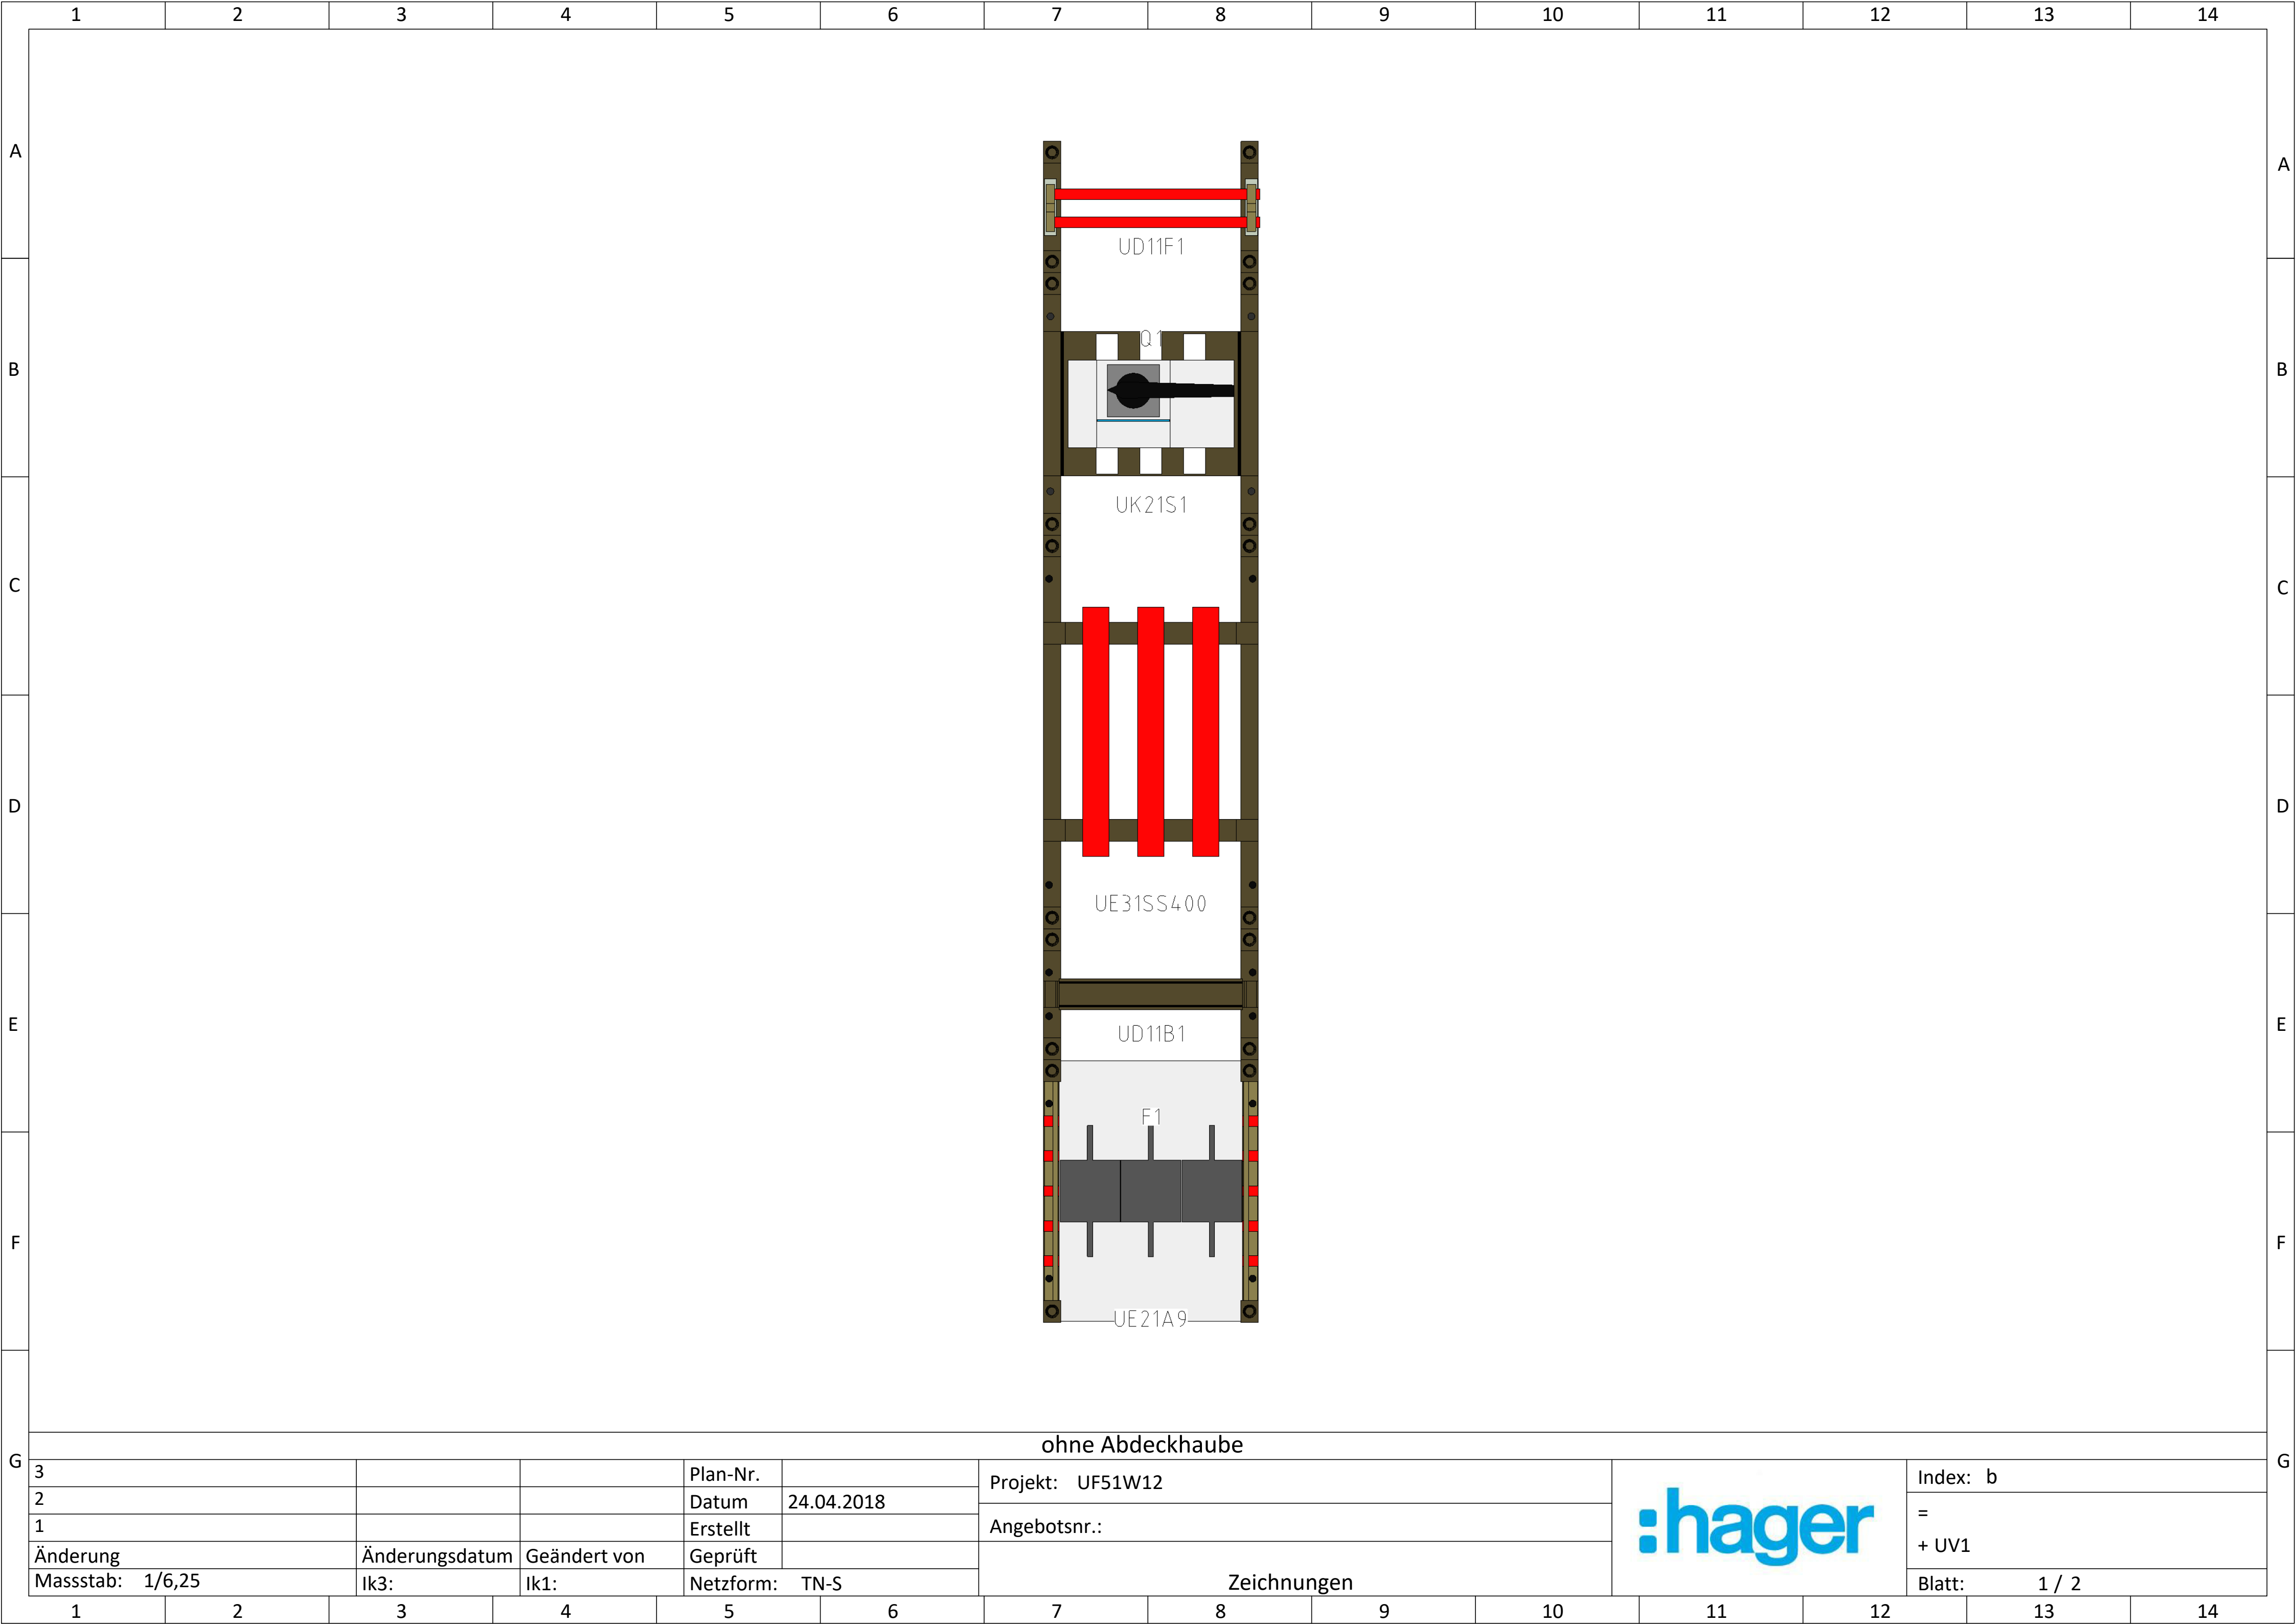 1 2 3 4 5 6 7 8 9 10 11 12 13 14
A A
UD11F1
Q1
B B
UK21S1
C C
D D
UE31SS400
E E
UD11B1
F1
F F
UE21A9
ohne Abdeckhaube
G G
3 Plan-Nr. Projekt: UF51W12 Index: b
2 Datum 24.04.2018
:hager
=
1 Erstellt Angebotsnr.:
+ UV1
Änderung Änderungsdatum Geändert von Geprüft
Massstab: 1/6,25 Ik3: Ik1: Netzform: TN-S Zeichnungen Blatt: 1 / 2
1 2 3 4 5 6 7 8 9 10 11 12 13 14